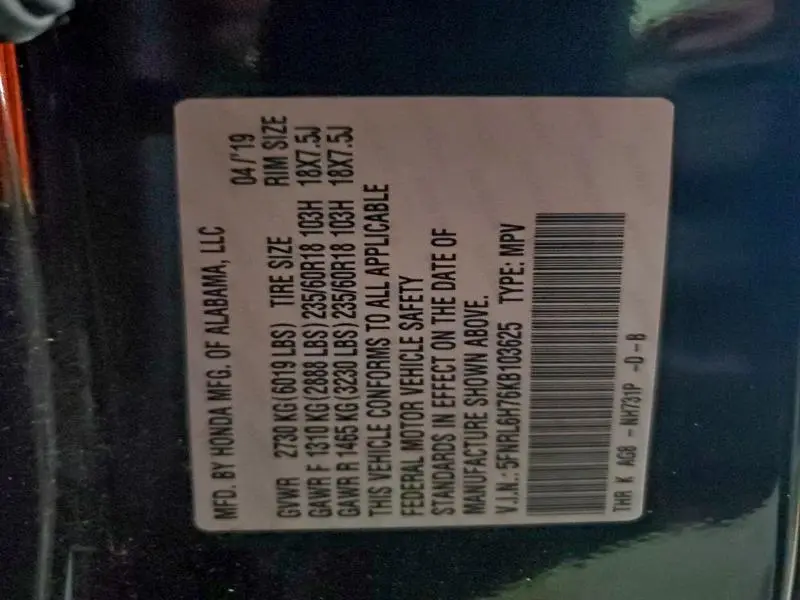 MFD. BY HONDA MFG. OF ALABAMA, LLC 04/'19
GVWR 2730 KG (6019 LBS) TIRE SIZE RIM SIZE
GAWR F 1310 KG (2888 LBS) 235/60R18 103H 18X7.5J
GAWR R 1465 KG (3230 LBS) 235/60R18 103H 18X7.5J
THIS VEHICLE CONFORMS TO ALL APPLICABLE
FEDERAL MOTOR VEHICLE SAFETY
STANDARDS IN EFFECT ON THE DATE OF
MANUFACTURE SHOWN ABOVE.
V.I.N.: 5FNRL6H76KB103625 TYPE: MPV
THR K AG8 - NH731P -D-B